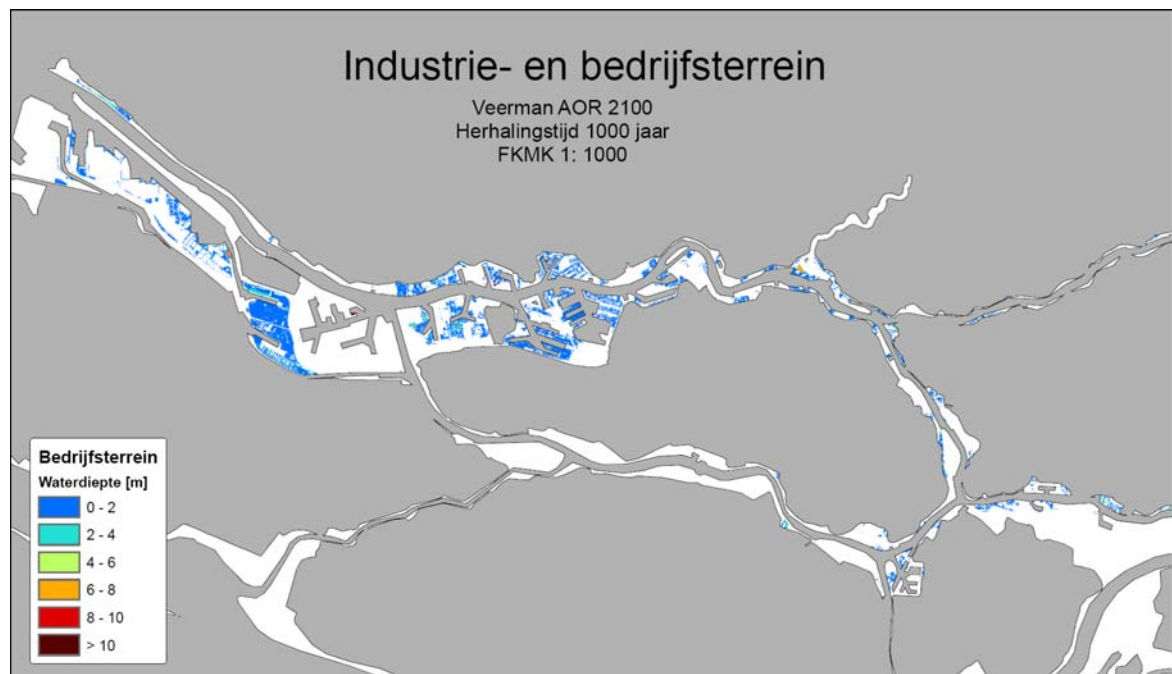 Industrie- en bedrijfsterrein
Veerman AOR 2100
Herhalingstijd 1000 jaar
FKMK 1: 1000
Bedrijfsterrein
Waterdiepte [m]
0 - 2
2 - 4
4 - 6
6 - 8
8 - 10
> 10